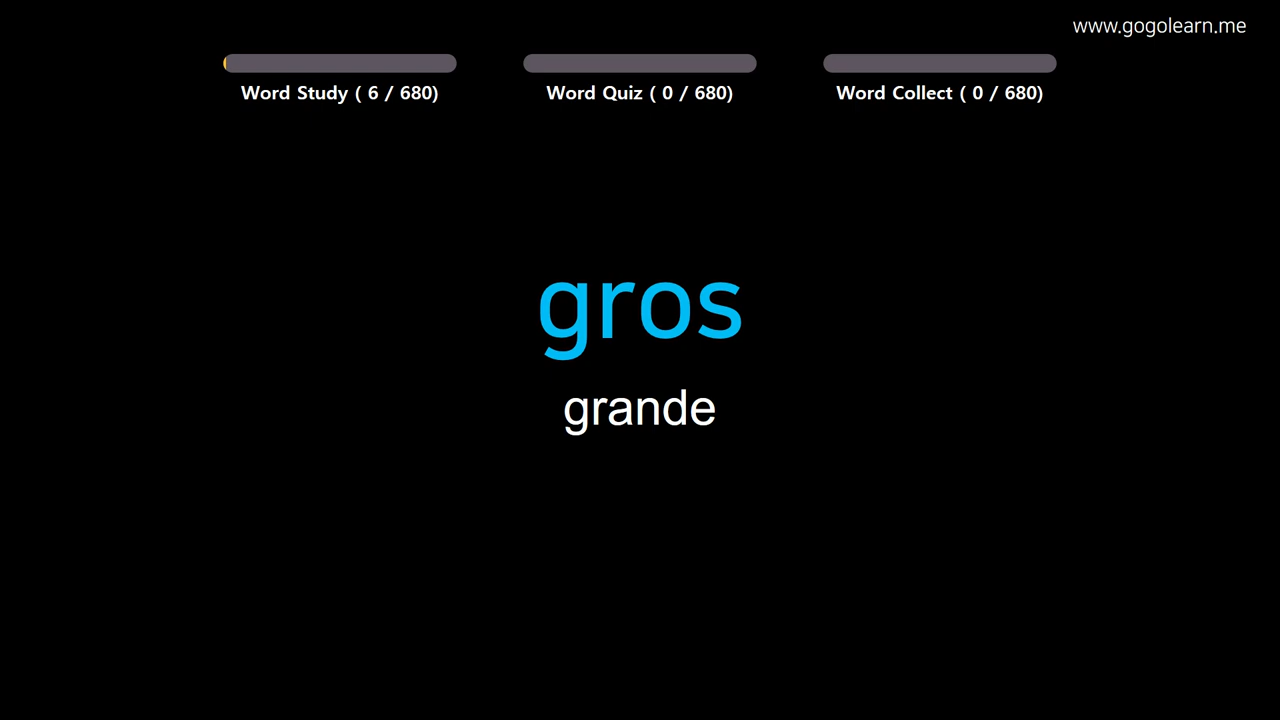 www.gogolearn.me
Word Study ( 6 / 680)
Word Quiz ( 0 / 680)
Word Collect ( 0 / 680)
gros
grande